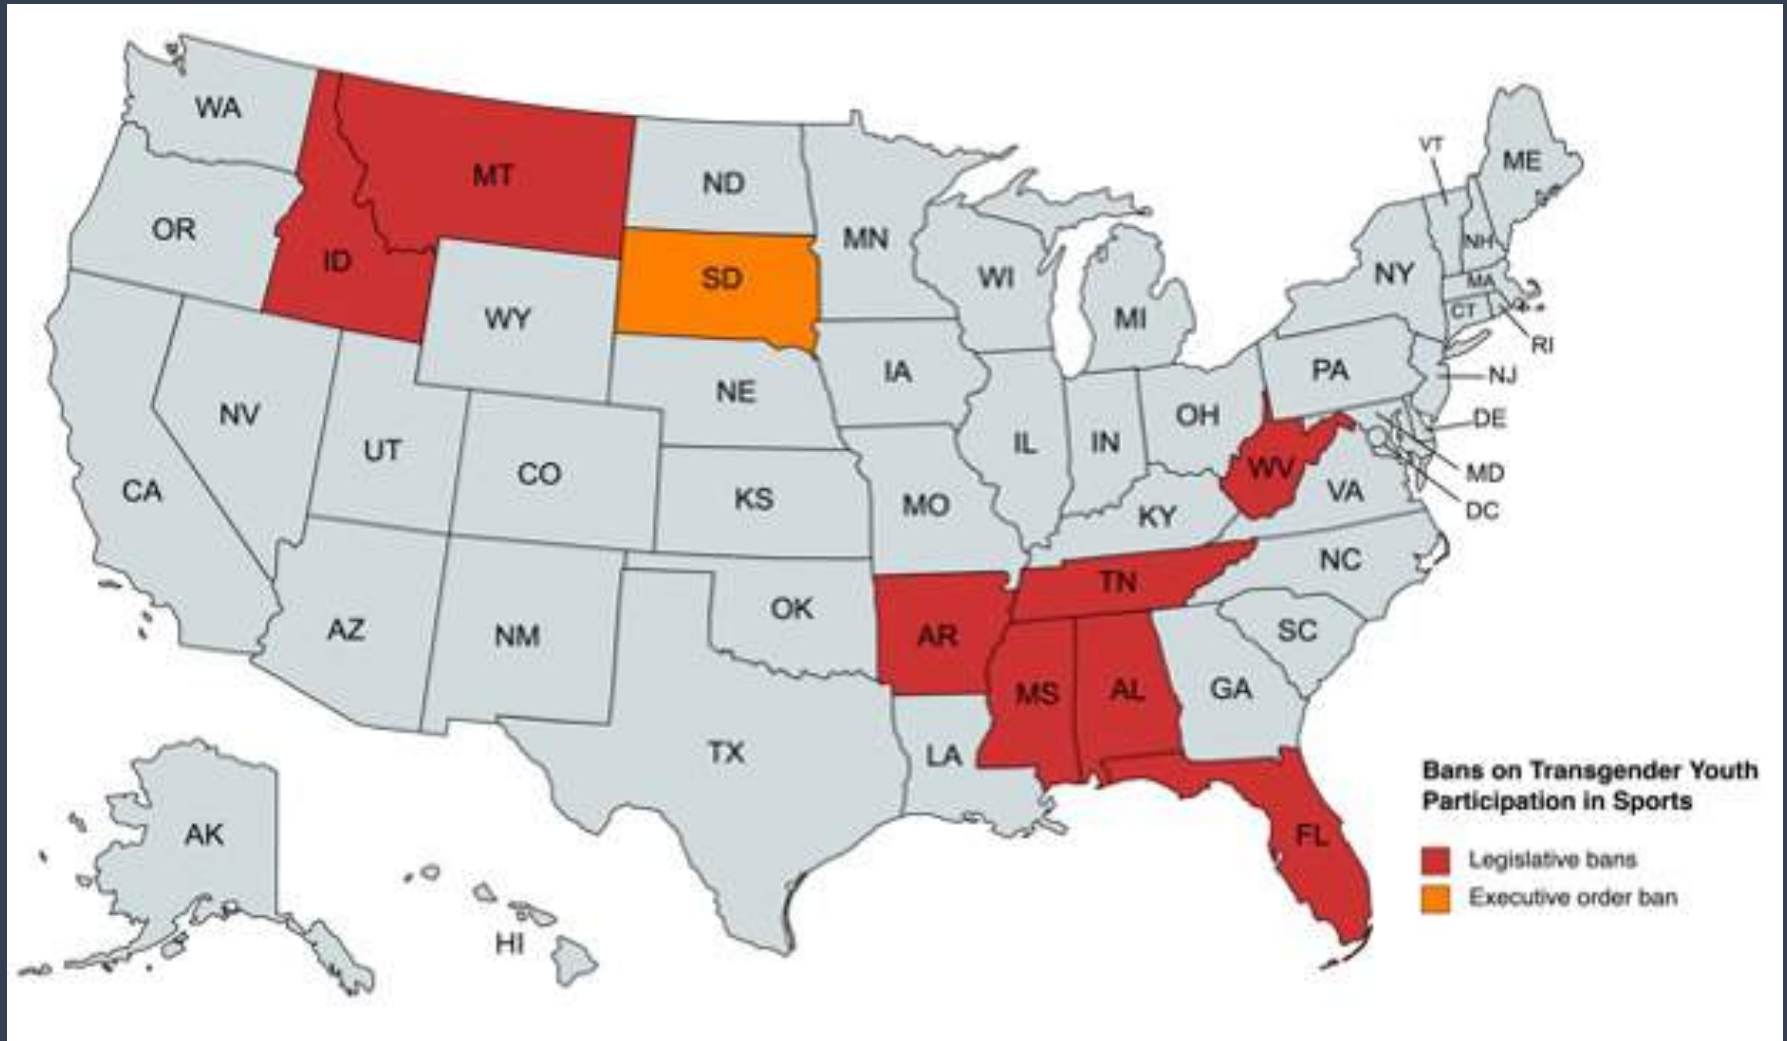 WA
MT
ND
VT
ME
OR
ID
SD
MN
WI
MI
NY
NH
MA
CT
RI
WY
NE
IA
PA
NJ
DE
MD
DC
NV
UT
CO
CA
KS
MO
IL
IN
OH
WV
VA
KY
NC
TN
AZ
NM
OK
AR
SC
MS
AL
GA
TX
LA
FL
AK
HI
Bans on Transgender Youth
Participation in Sports
Legislative bans
Executive order ban